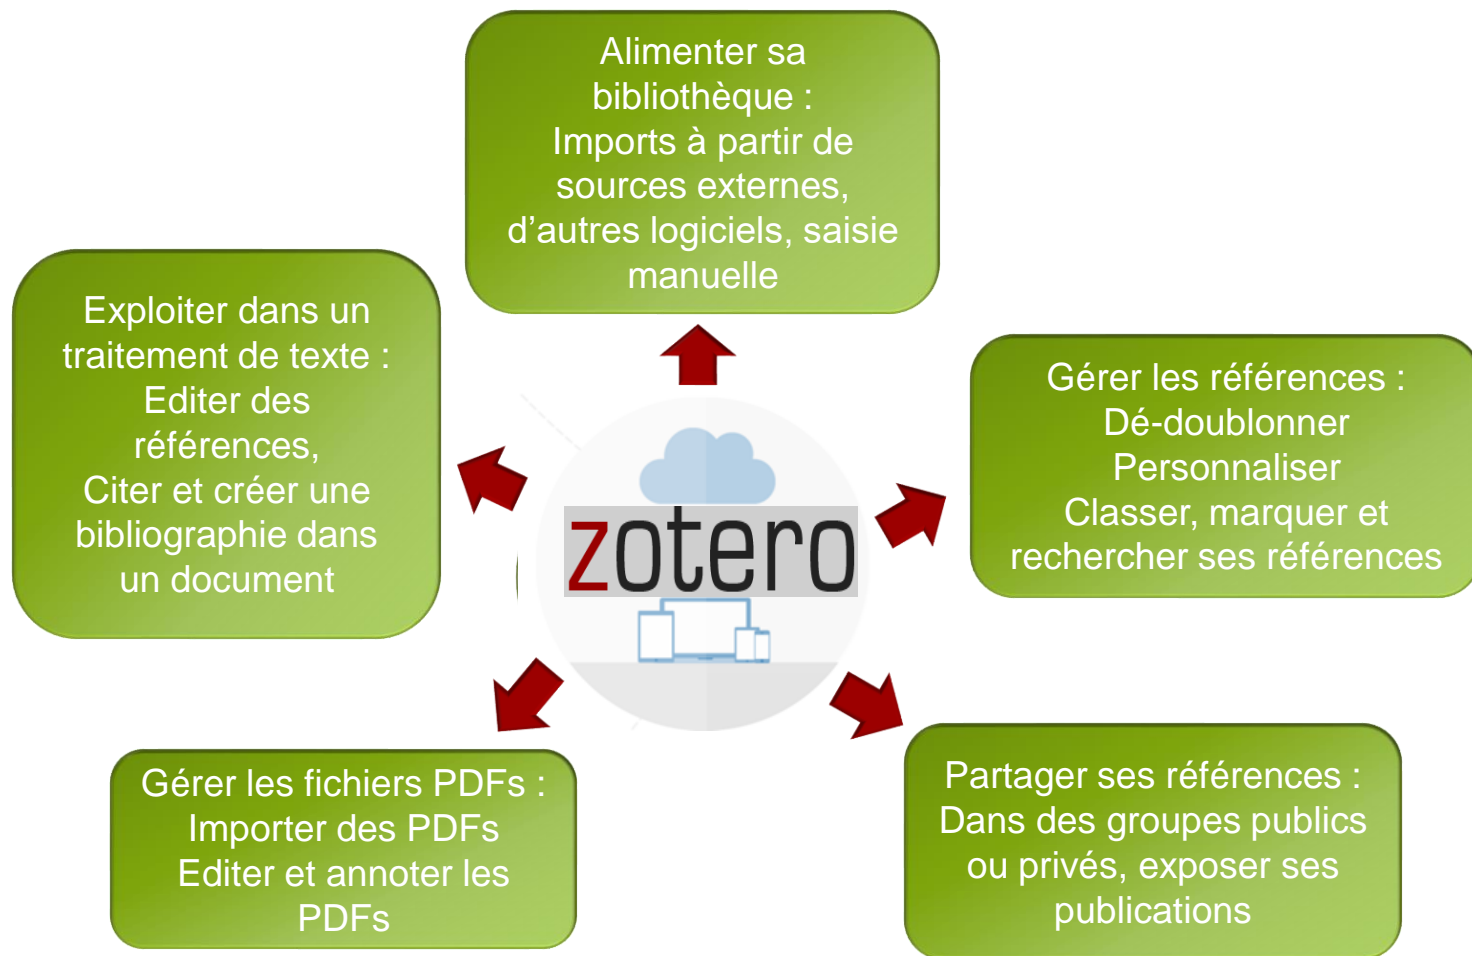 Alimenter sa
bibliothèque :
Imports à partir de
sources externes,
d’autres logiciels, saisie
manuelle
Exploiter dans un
traitement de texte :
Editer des
références,
Citer et créer une
bibliographie dans
un document
Gérer les références :
Dé-doublonner
Personnaliser
Classer, marquer et
rechercher ses références
zotero
Gérer les fichiers PDFs :
Importer des PDFs
Editer et annoter les
PDFs
Partager ses références :
Dans des groupes publics
ou privés, exposer ses
publications